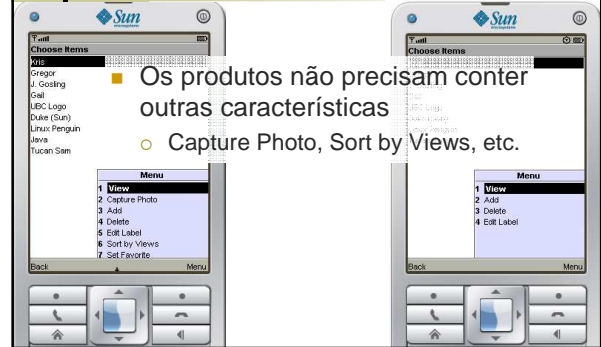 Sun
microsystems
Choose Items
Kris
Gregor
J. Gosling
Gail
UBC Logo
Duke (Sun)
Linux Penguin
Java
Tucan Sam
Menu
1 View
2 Capture Photo
3 Add
4 Delete
5 Edit Label
6 Sort by Views
7 Set Favorite
Back
Menu
Os produtos não precisam conter
outras características
Capture Photo, Sort by Views, etc.
Sun
microsystems
Choose Items
Menu
1 View
2 Add
3 Delete
4 Edit Label
Back
Menu